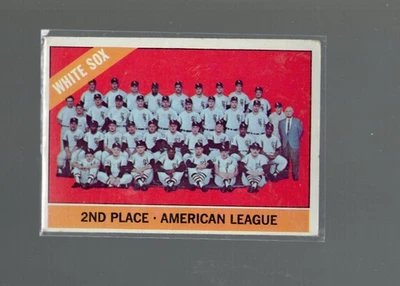 WHITE SOX
2ND PLACE · AMERICAN LEAGUE